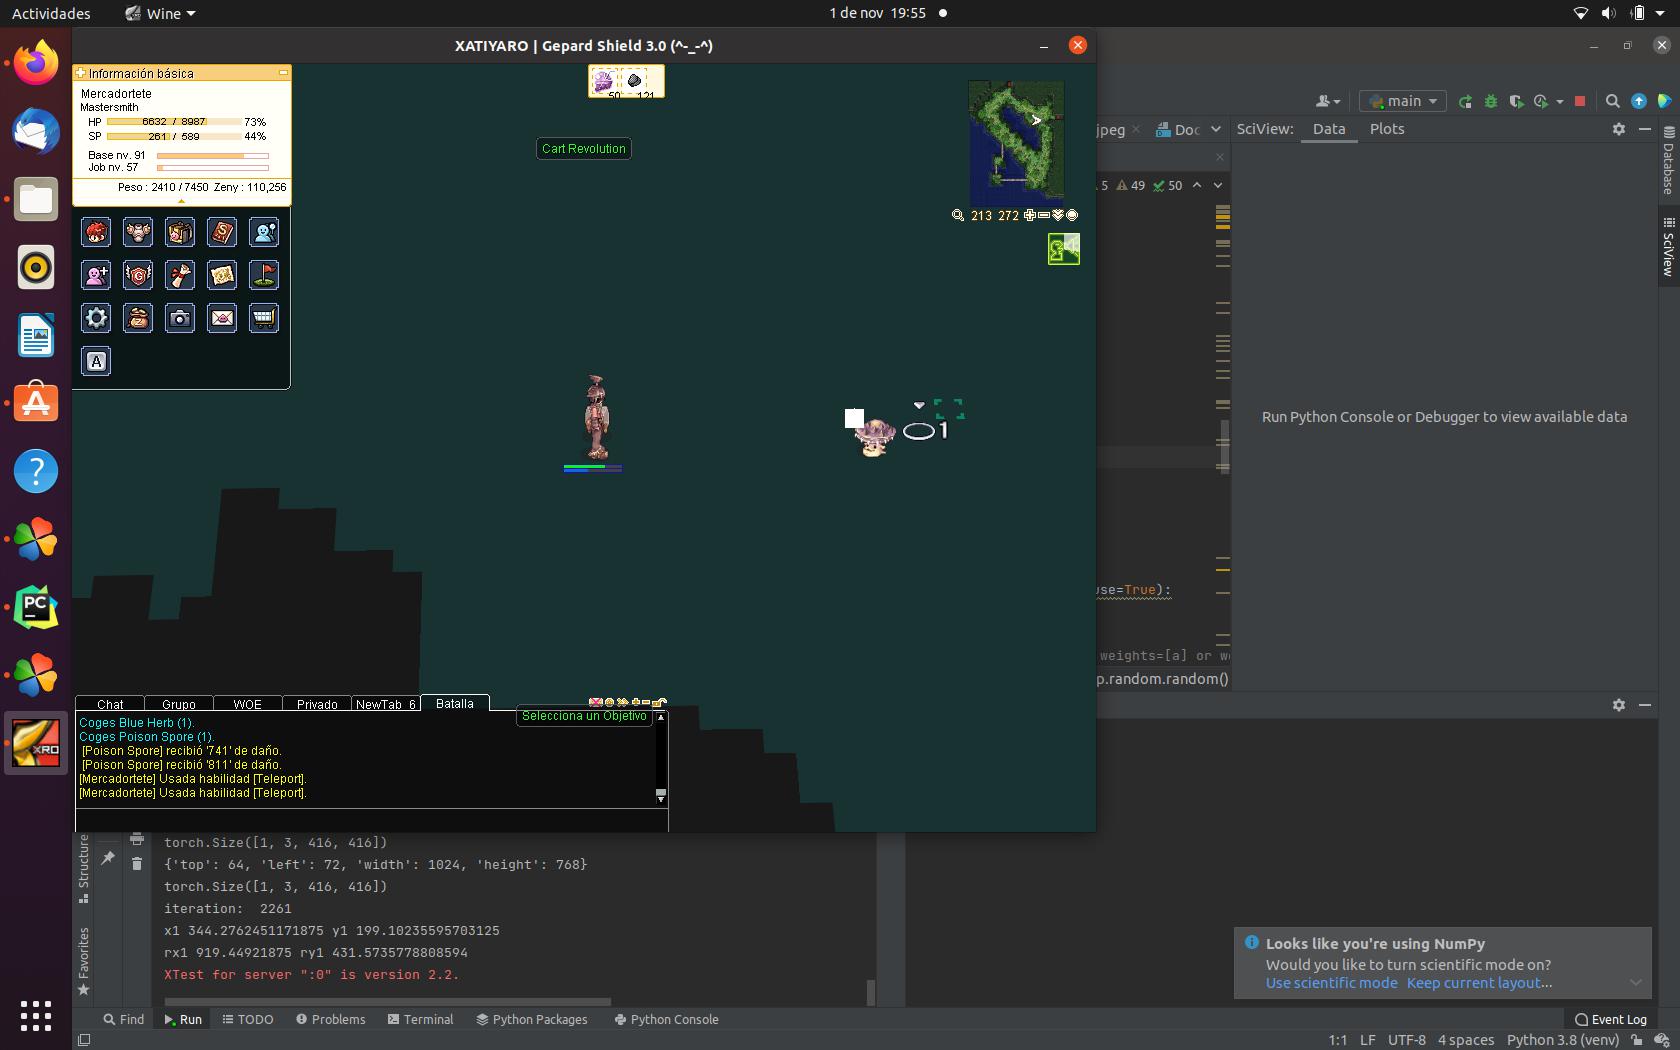 Actividades
Wine
1 de nov 19:55
XATIYARO | Gepard Shield 3.0 (^-_-^)
Información básica
Mercadortete
Mastersmith
HP 6632 / 8987 73%
SP 261 / 589 44%
Base nv. 91
Job nv. 57
Peso : 2410 / 7450 Zeny : 110,256
50 121
Cart Revolution
213 272
1
A
Chat Grupo WOE Privado NewTab_6 Batalla
Selecciona un Objetivo
Coges Blue Herb (1).
Coges Poison Spore (1).
[Poison Spore] recibió '741' de daño.
[Poison Spore] recibió '811' de daño.
[Mercadortete] Usada habilidad [Teleport].
[Mercadortete] Usada habilidad [Teleport].
PC
XRO
main
jpeg
Doc
SciView: Data Plots
5 49 50
Database
SciView
Run Python Console or Debugger to view available data
use=True):
weights=[a] or we
p.random.random()
torch.Size([1, 3, 416, 416])
{'top': 64, 'left': 72, 'width': 1024, 'height': 768}
torch.Size([1, 3, 416, 416])
iteration: 2261
x1 344.2762451171875 y1 199.10235595703125
rx1 919.44921875 ry1 431.5735778808594
XTest for server ":0" is version 2.2.
Structure
Favorites
Looks like you're using NumPy
Would you like to turn scientific mode on?
Use scientific mode Keep current layout...
Find Run TODO Problems Terminal Python Packages Python Console
Event Log
1:1 LF UTF-8 4 spaces Python 3.8 (venv)